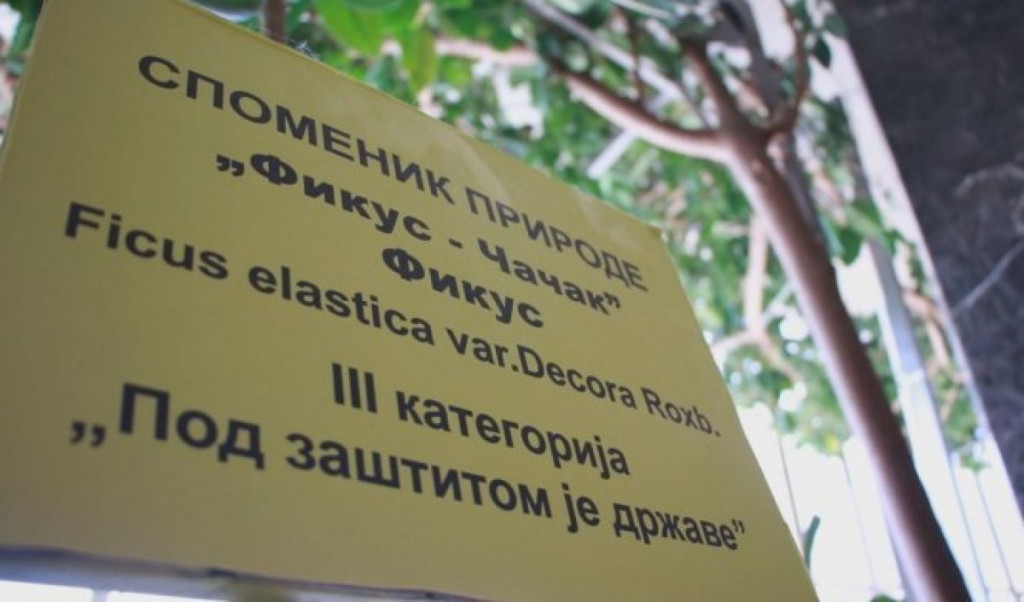 СПОМЕНИК ПРИРОДЕ
„Фикус - Чачак”
Фикус
Ficus elastica var.Decora Roxb.
III категорија
„Под заштитом је државе”